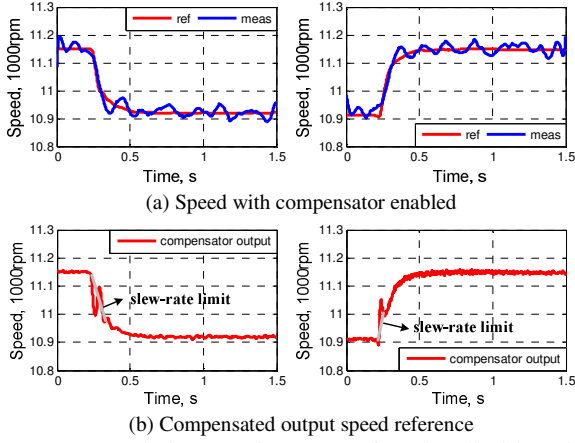 11.3
11.2
11.1
11
10.9
10.8
Speed, 1000rpm
ref
meas
0
0.5
1
1.5
Time, s
11.3
11.2
11.1
11
10.9
10.8
Speed, 1000rpm
ref
meas
0
0.5
1
1.5
Time, s
(a) Speed with compensator enabled
11.3
11.2
11.1
11
10.9
10.8
Speed, 1000rpm
compensator output
slew-rate limit
0
0.5
1
1.5
Time, s
11.3
11.2
11.1
11
10.9
10.8
Speed, 1000rpm
slew-rate limit
compensator output
0
0.5
1
1.5
Time, s
(b) Compensated output speed reference